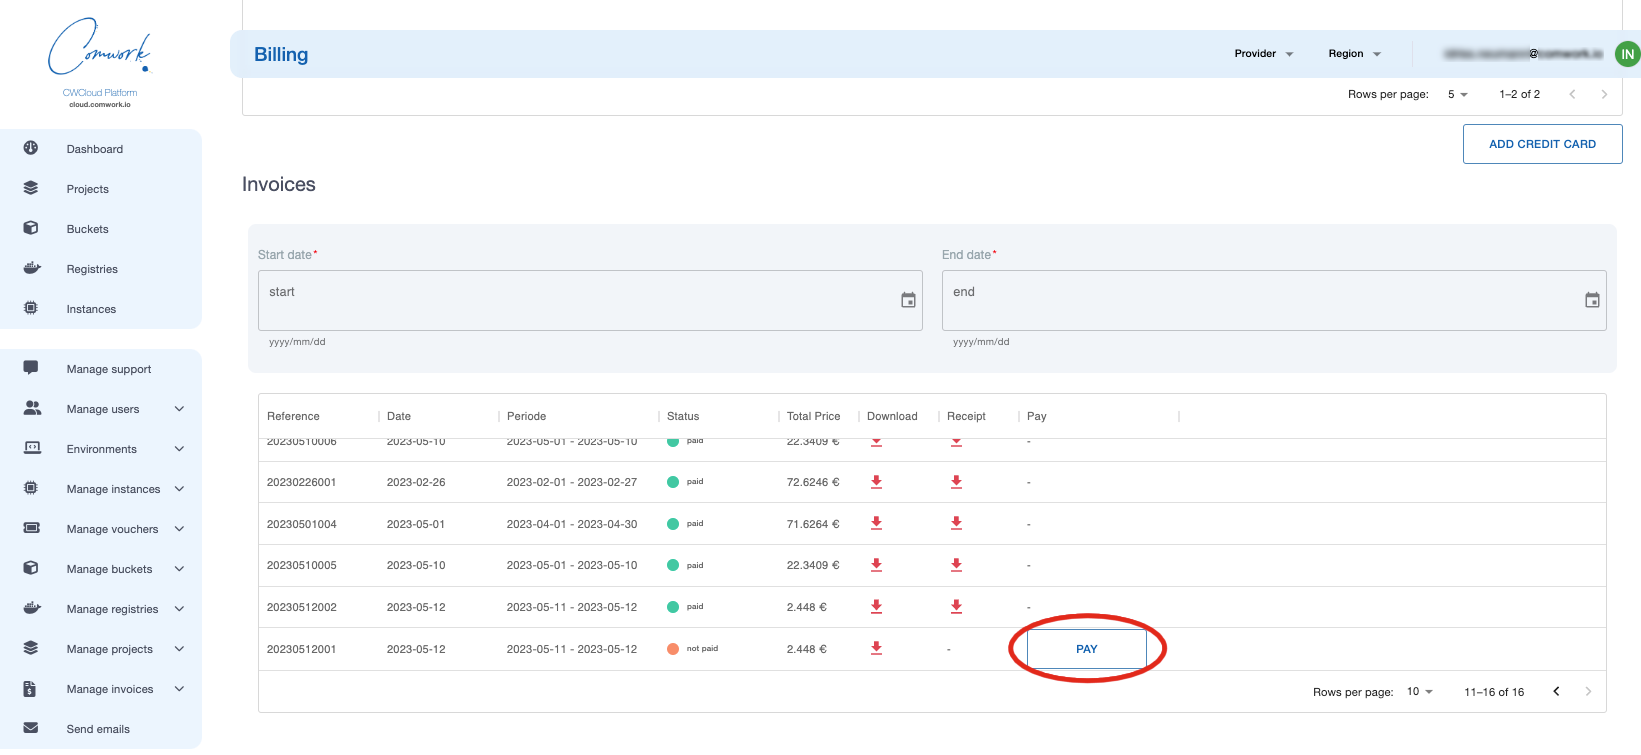 Comwork.
CWCloud Platform
cloud.comwork.io
Dashboard
Projects
Buckets
Registries
Instances
Manage support
Manage users
Environments
Manage instances
Manage vouchers
Manage buckets
Manage registries
Manage projects
Manage invoices
Send emails
Billing
Provider
Region
@comwork.io
IN
Rows per page: 5 1–2 of 2
ADD CREDIT CARD
Invoices
Start date* End date*
start end
yyyy/mm/dd yyyy/mm/dd
Reference Date Periode Status Total Price Download Receipt Pay
20230510006 2023-05-10 2023-05-01 - 2023-05-10 paid 22.3409 € -
20230226001 2023-02-26 2023-02-01 - 2023-02-27 paid 72.6246 € -
20230501004 2023-05-01 2023-04-01 - 2023-04-30 paid 71.6264 € -
20230510005 2023-05-10 2023-05-01 - 2023-05-10 paid 22.3409 € -
20230512002 2023-05-12 2023-05-11 - 2023-05-12 paid 2.448 € -
20230512001 2023-05-12 2023-05-11 - 2023-05-12 not paid 2.448 € - PAY
Rows per page: 10 11–16 of 16